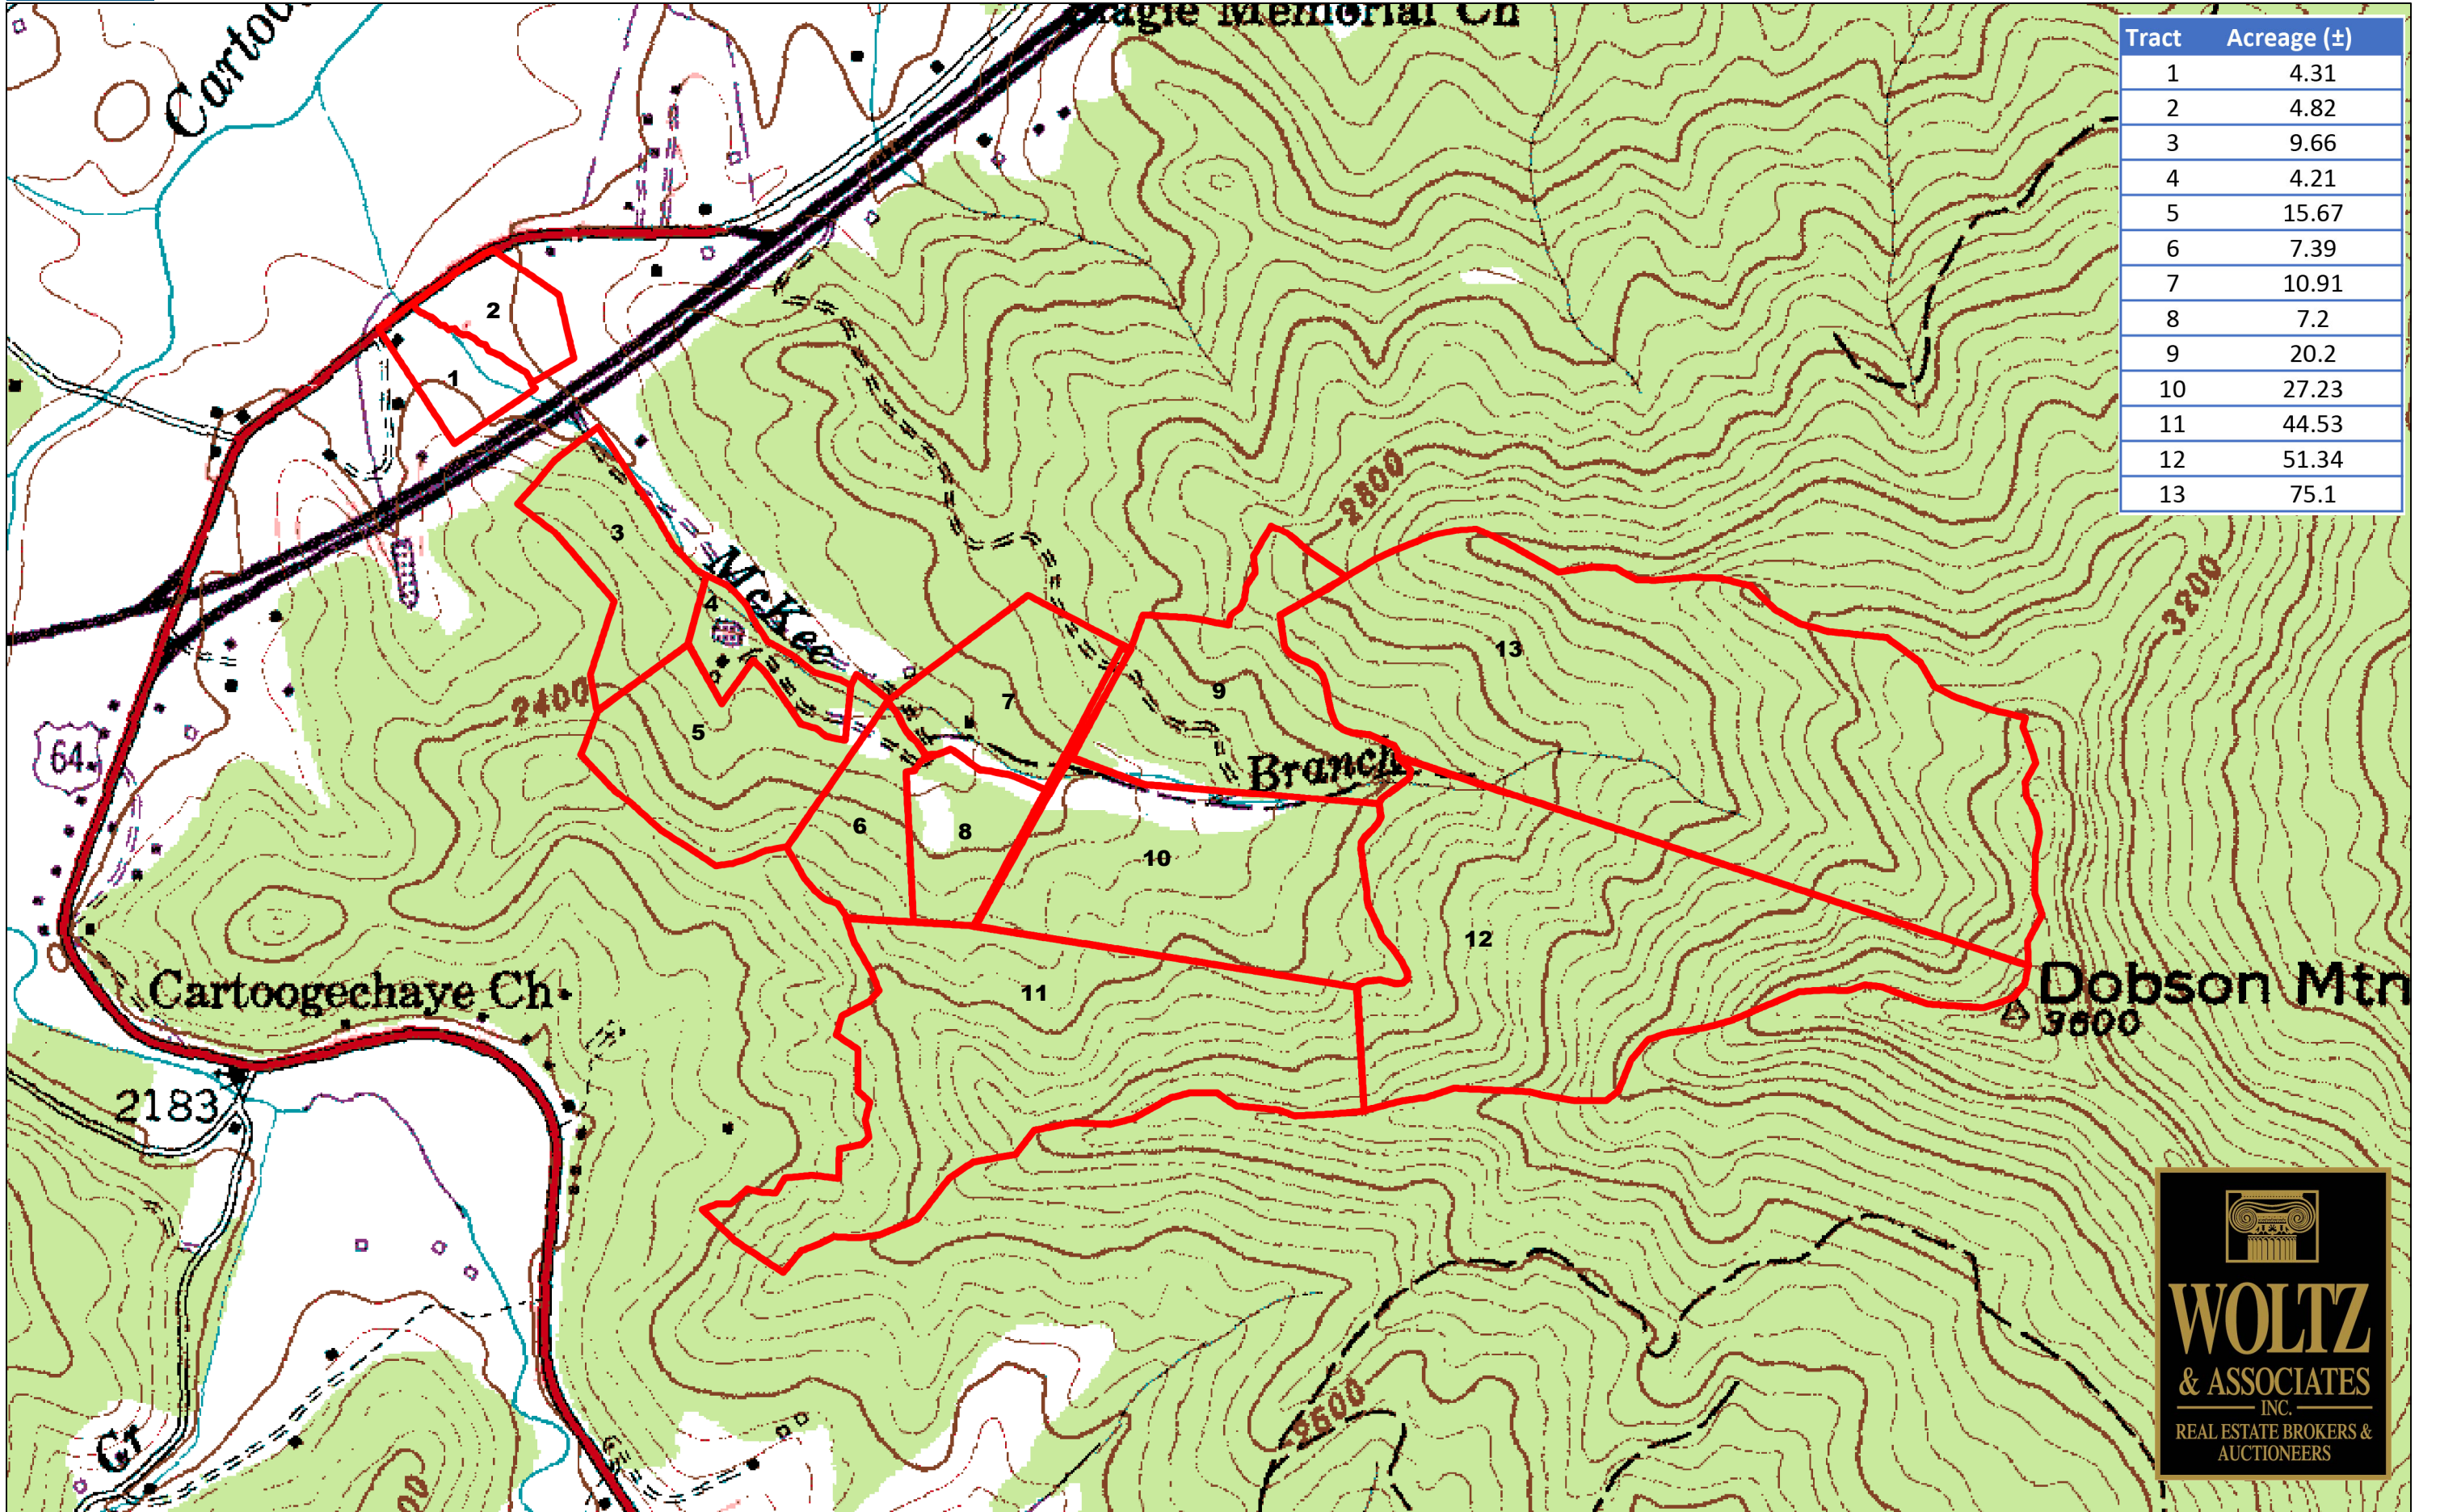 Memorial Ch
Tract Acreage (±)
1 4.31
2 4.82
3 9.66
4 4.21
5 15.67
6 7.39
7 10.91
8 7.2
9 20.2
10 27.23
11 44.53
12 51.34
13 75.1
2
1
2800
3
3200
4
McKee
13
9
2400
7
5
64
Branch
6
8
10
12
Cartoogechaye Ch
11
Dobson Mtn
3600
2183
2600
Gr
WOLTZ
& ASSOCIATES
INC.
REAL ESTATE BROKERS &
AUCTIONEERS